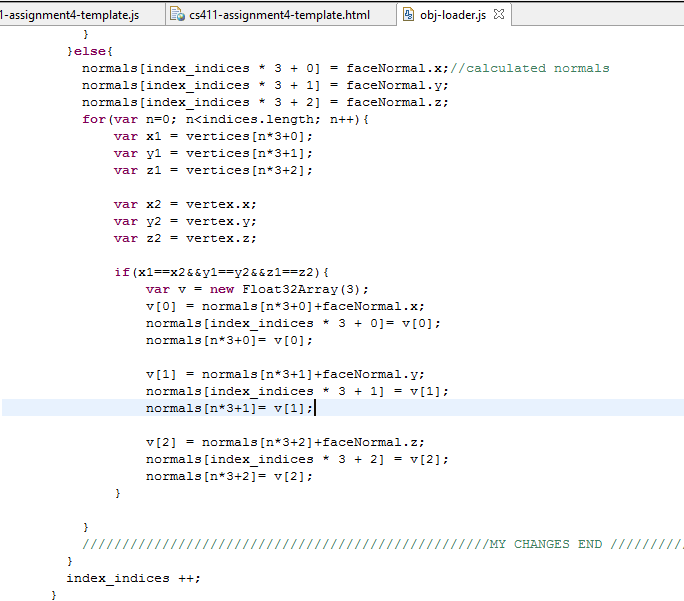 1-assignment4-template.js cs411-assignment4-template.html obj-loader.js
}
}else{
normals[index_indices * 3 + 0] = faceNormal.x;//calculated normals
normals[index_indices * 3 + 1] = faceNormal.y;
normals[index_indices * 3 + 2] = faceNormal.z;
for(var n=0; n<indices.length; n++){
var x1 = vertices[n*3+0];
var y1 = vertices[n*3+1];
var z1 = vertices[n*3+2];
var x2 = vertex.x;
var y2 = vertex.y;
var z2 = vertex.z;
if(x1==x2&&y1==y2&&z1==z2){
var v = new Float32Array(3);
v[0] = normals[n*3+0]+faceNormal.x;
normals[index_indices * 3 + 0]= v[0];
normals[n*3+0]= v[0];
v[1] = normals[n*3+1]+faceNormal.y;
normals[index_indices * 3 + 1] = v[1];
normals[n*3+1]= v[1];
v[2] = normals[n*3+2]+faceNormal.z;
normals[index_indices * 3 + 2] = v[2];
normals[n*3+2]= v[2];
}
}
///////////////////////////////////////////////////MY CHANGES END /////////
}
index_indices ++;
}